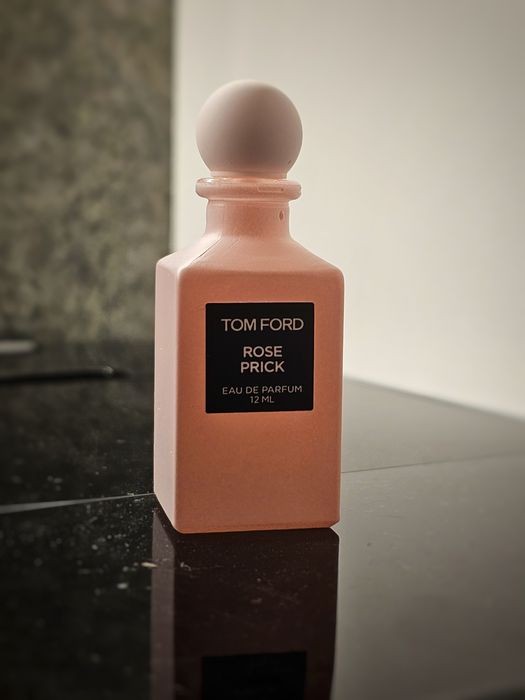 TOM FORD
ROSE
PRICK
EAU DE PARFUM
12 ML